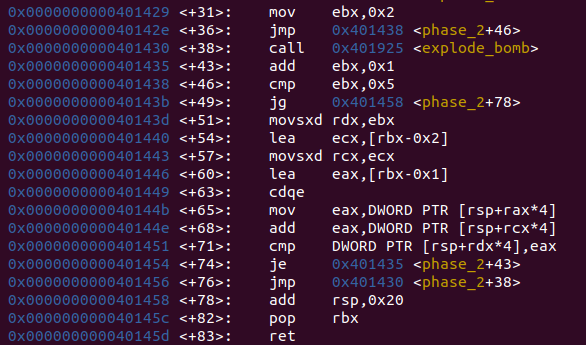 0x0000000000401429 <+31>: mov ebx,0x2
0x000000000040142e <+36>: jmp 0x401438 <phase_2+46>
0x0000000000401430 <+38>: call 0x401925 <explode_bomb>
0x0000000000401435 <+43>: add ebx,0x1
0x0000000000401438 <+46>: cmp ebx,0x5
0x000000000040143b <+49>: jg 0x401458 <phase_2+78>
0x000000000040143d <+51>: movsxd rdx,ebx
0x0000000000401440 <+54>: lea ecx,[rbx-0x2]
0x0000000000401443 <+57>: movsxd rcx,ecx
0x0000000000401446 <+60>: lea eax,[rbx-0x1]
0x0000000000401449 <+63>: cdqe
0x000000000040144b <+65>: mov eax,DWORD PTR [rsp+rax*4]
0x000000000040144e <+68>: add eax,DWORD PTR [rsp+rcx*4]
0x0000000000401451 <+71>: cmp DWORD PTR [rsp+rdx*4],eax
0x0000000000401454 <+74>: je 0x401435 <phase_2+43>
0x0000000000401456 <+76>: jmp 0x401430 <phase_2+38>
0x0000000000401458 <+78>: add rsp,0x20
0x000000000040145c <+82>: pop rbx
0x000000000040145d <+83>: ret